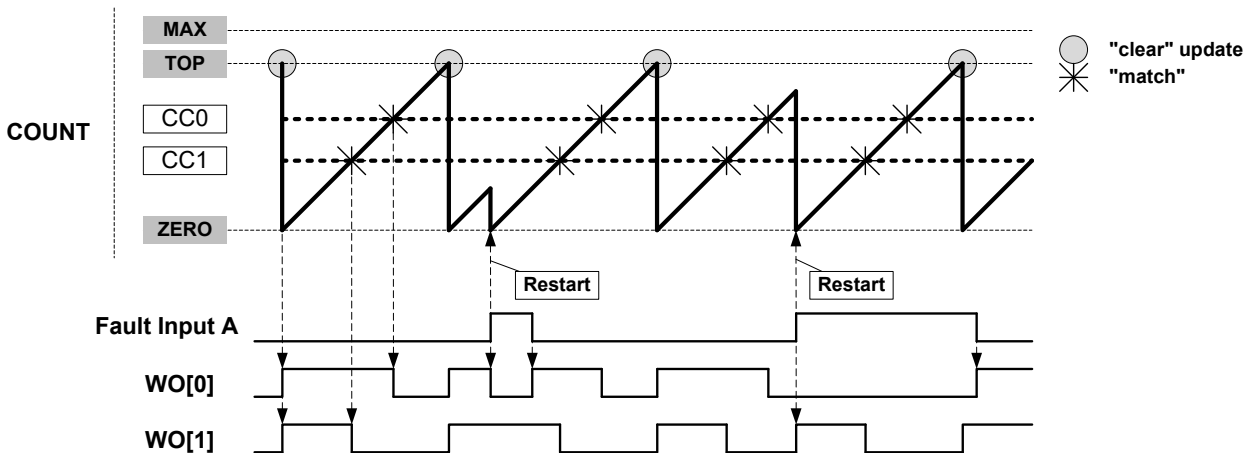 MAX
"clear" update
TOP
"match"
CC0
COUNT
CC1
ZERO
Restart
Restart
Fault Input A
WO[0]
WO[1]